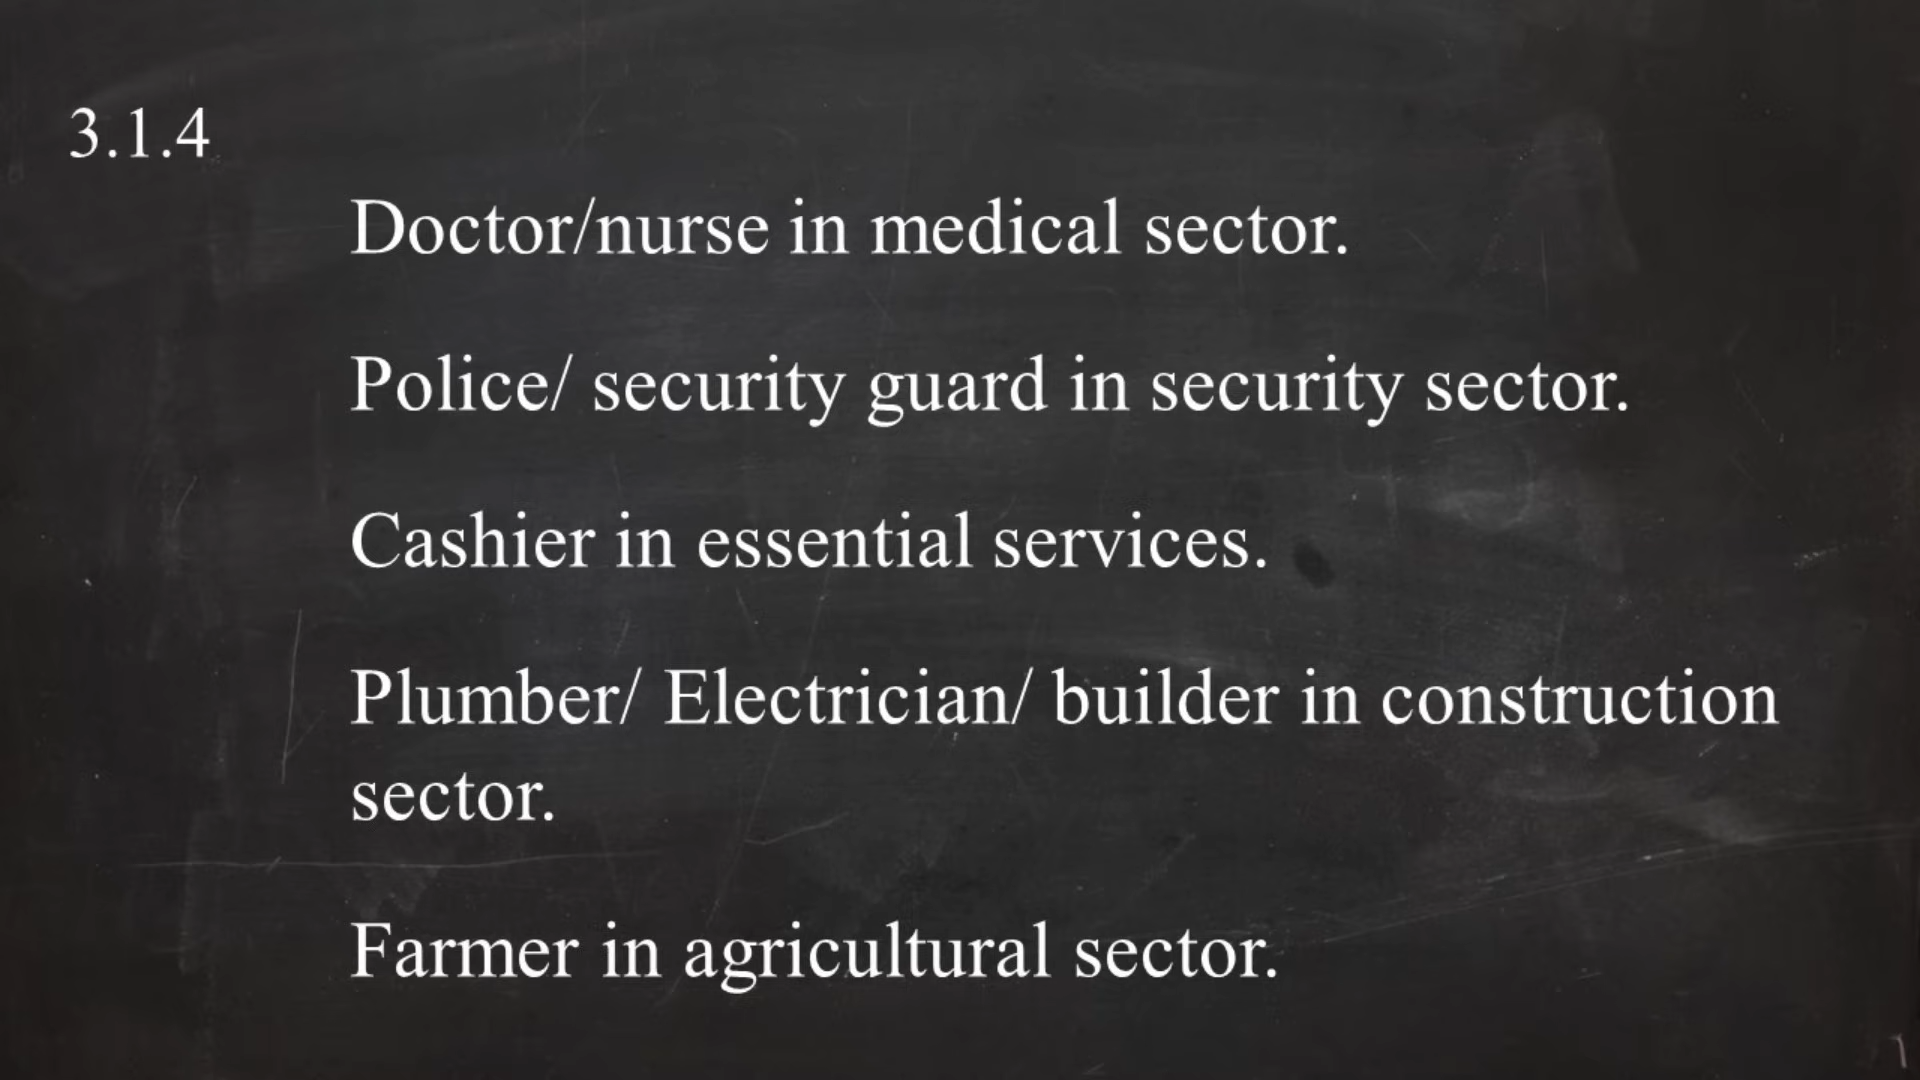 3.1.4
Doctor/nurse in medical sector.
Police/ security guard in security sector.
Cashier in essential services.
Plumber/ Electrician/ builder in construction
sector.
Farmer in agricultural sector.